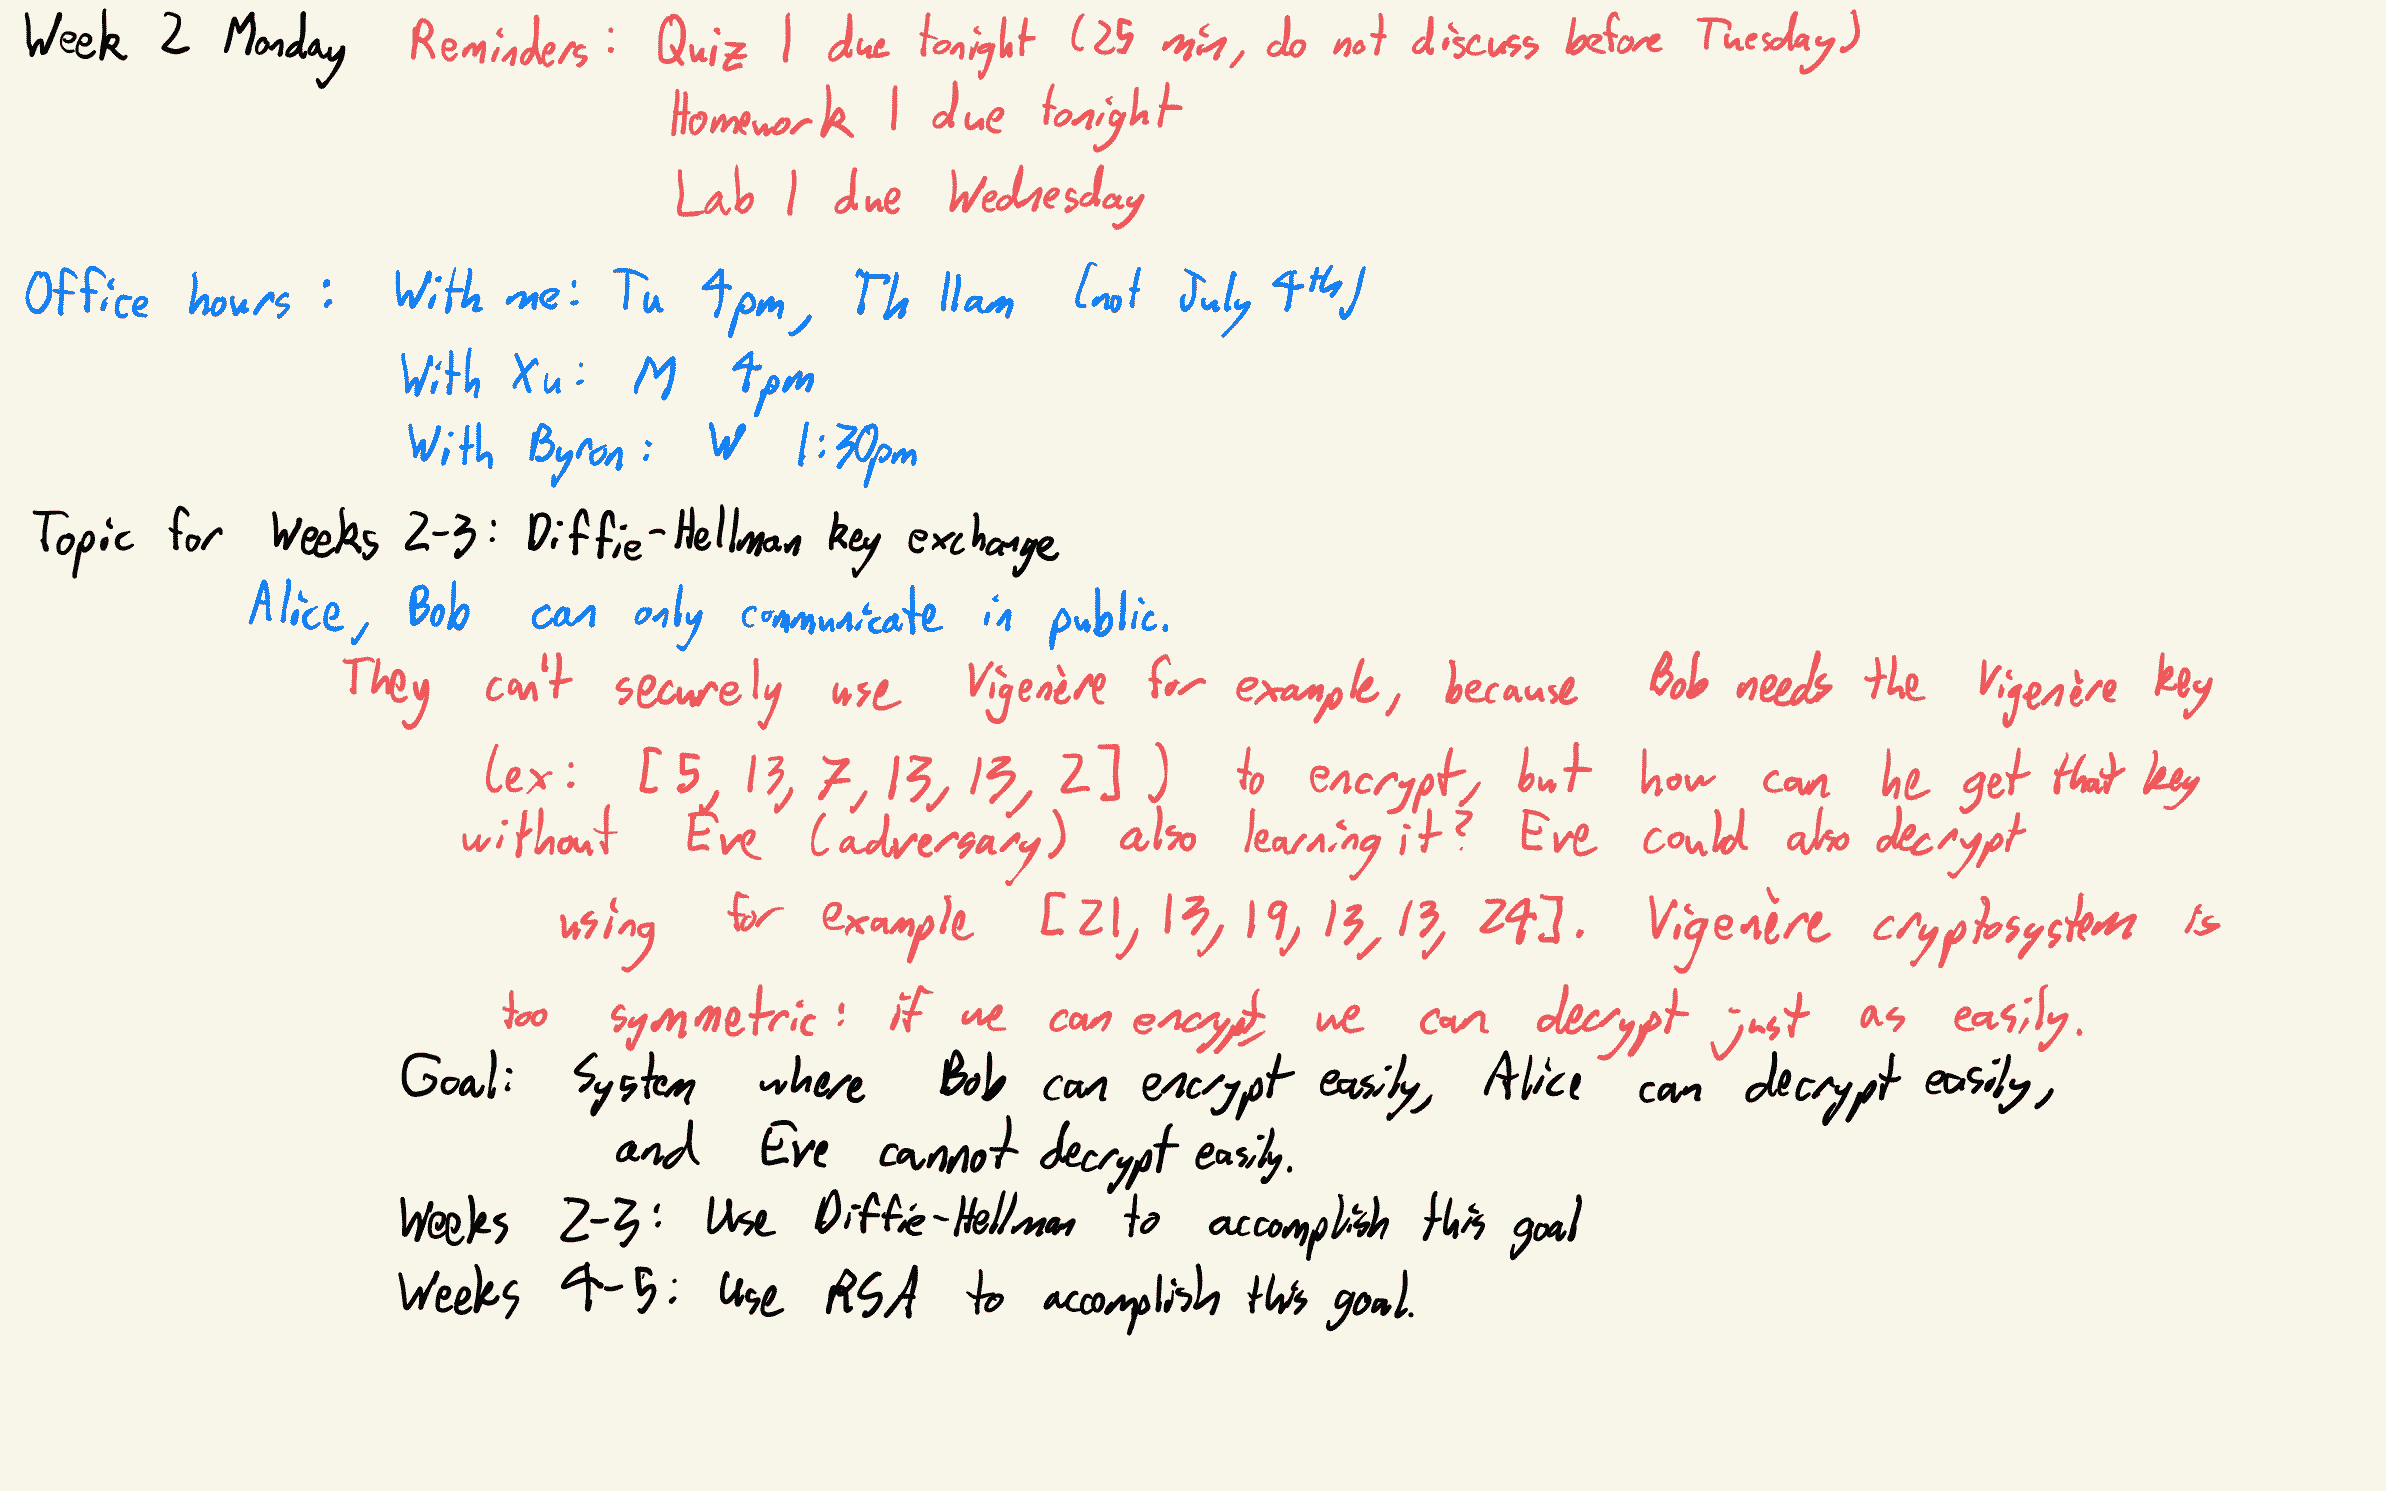 Week 2 Monday Reminders: Quiz 1 due tonight (25 min, do not discuss before Tuesday)
Homework 1 due tonight
Lab 1 due Wednesday
Office hours: With me: Tu 4pm, Th 11am (not July 4th)
With Xu: M 4pm
With Byron: W 1:30pm
Topic for Weeks 2-3: Diffie-Hellman key exchange
Alice, Bob can only communicate in public.
They can't securely use Vigenère for example, because Bob needs the Vigenère key
(ex: [5, 13, 7, 13, 13, 2]) to encrypt, but how can he get that key
without Eve (adversary) also learning it? Eve could also decrypt
using for example [21, 13, 19, 13, 13, 24]. Vigenère cryptosystem is
too symmetric: if we can encrypt, we can decrypt just as easily.
Goal: System where Bob can encrypt easily, Alice can decrypt easily,
and Eve cannot decrypt easily.
Weeks 2-3: Use Diffie-Hellman to accomplish this goal
Weeks 4-5: Use RSA to accomplish this goal.